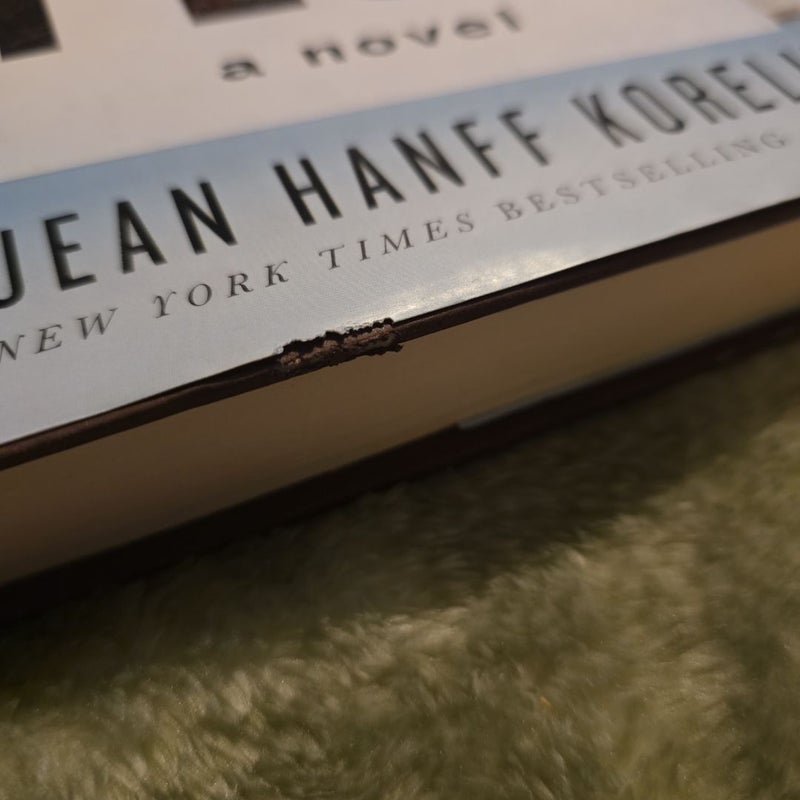 a novel
JEAN HANFF KOREL
NEW YORK TIMES BESTSELLING